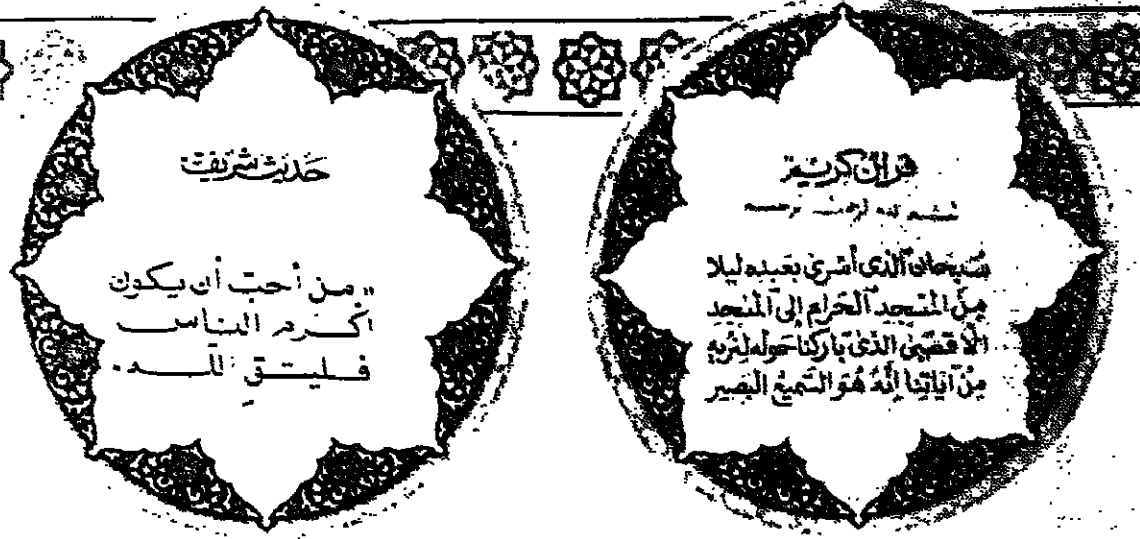 قرآن كريم
بسم الله الرحمن الرحيم
سبحان الذي أسرى بعبده ليلا
من المسجد الحرام إلى المسجد
الأقصى الذي باركنا حوله لنريه
من آياتنا إنه هو السميع البصير
حديث شريف
"من أحب أن يكون
أكرم الناس
فليتق الله.